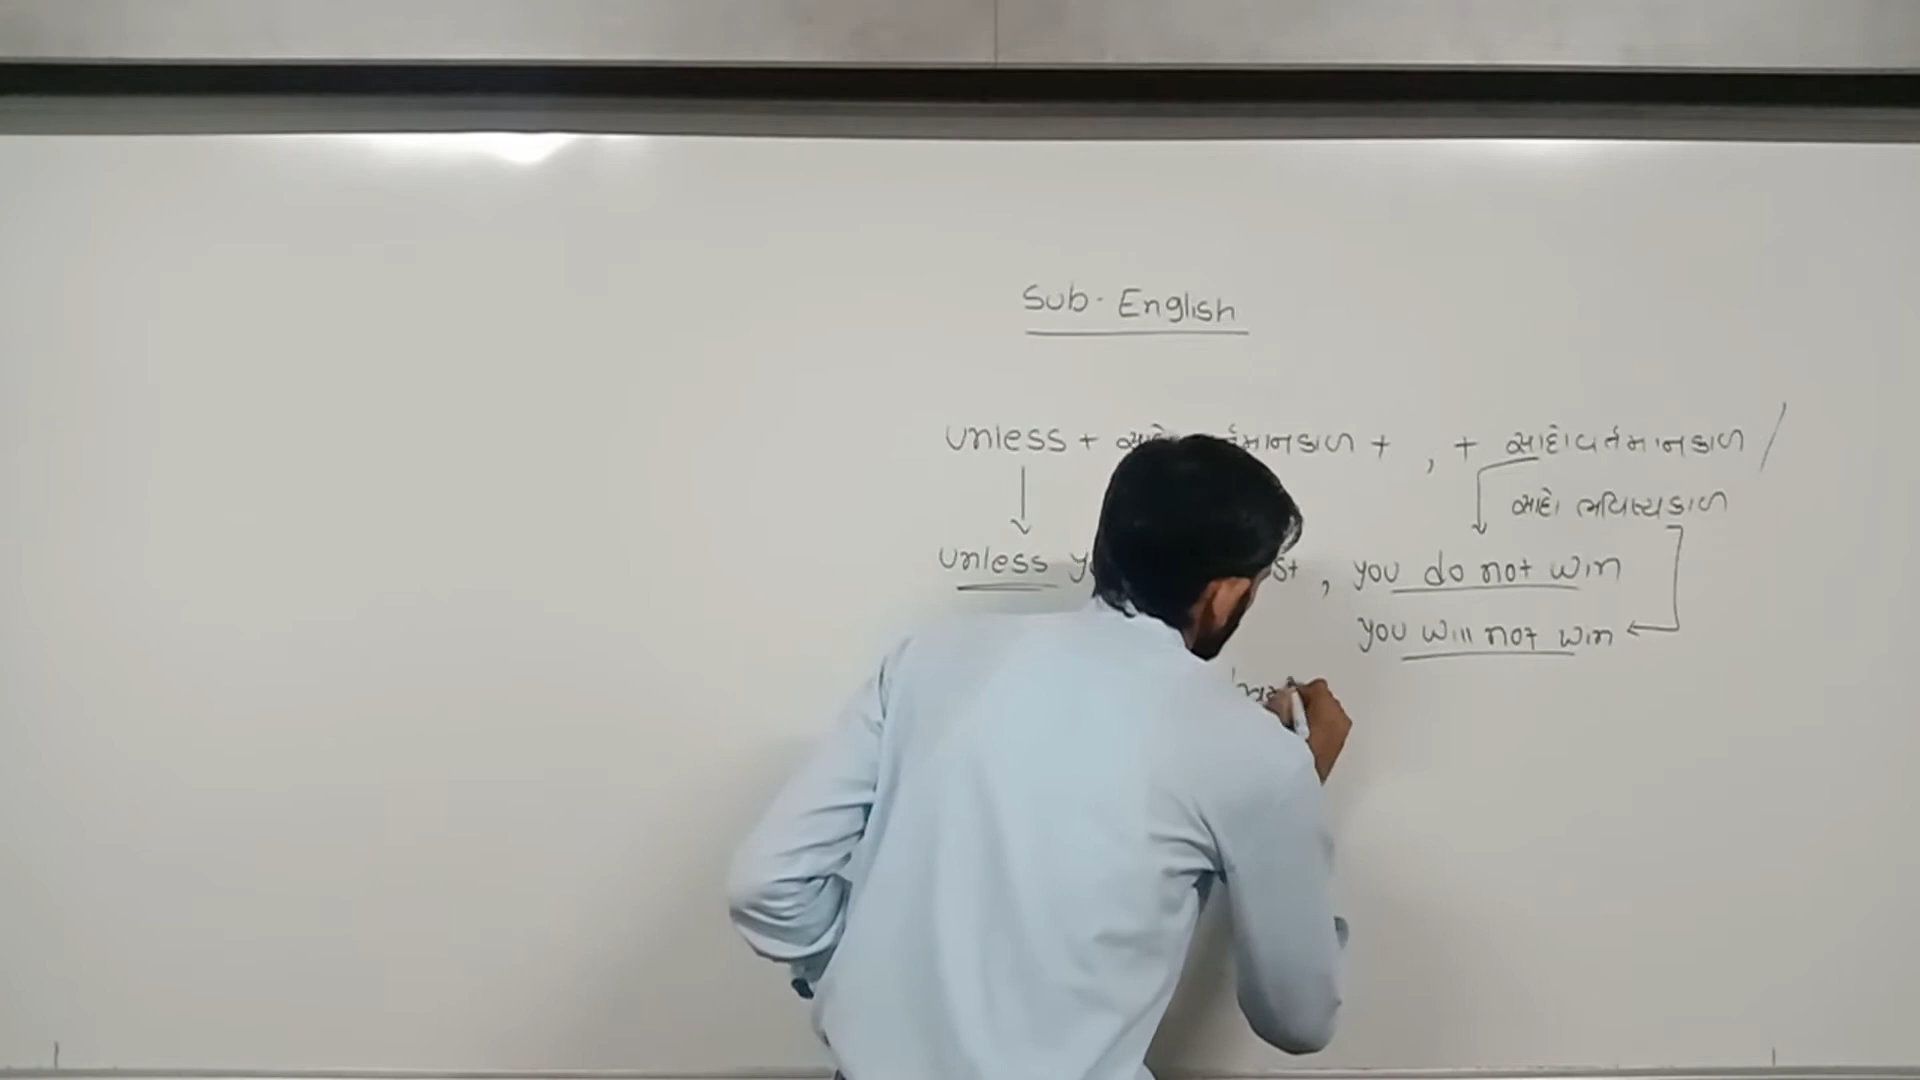 Sub. English
Unless + સાદો વર્તમાનકાળ + , + સાદોવર્તમાનકાળ /
સાદો ભવિષ્યકાળ
Unless , you do not win
you will not win